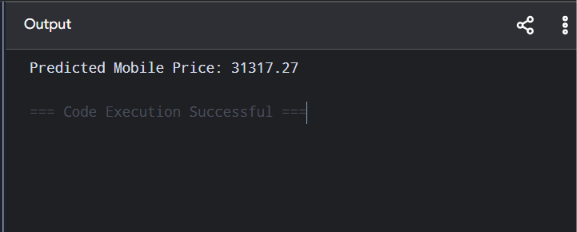 Output
Predicted Mobile Price: 31317.27
=== Code Execution Successful ===